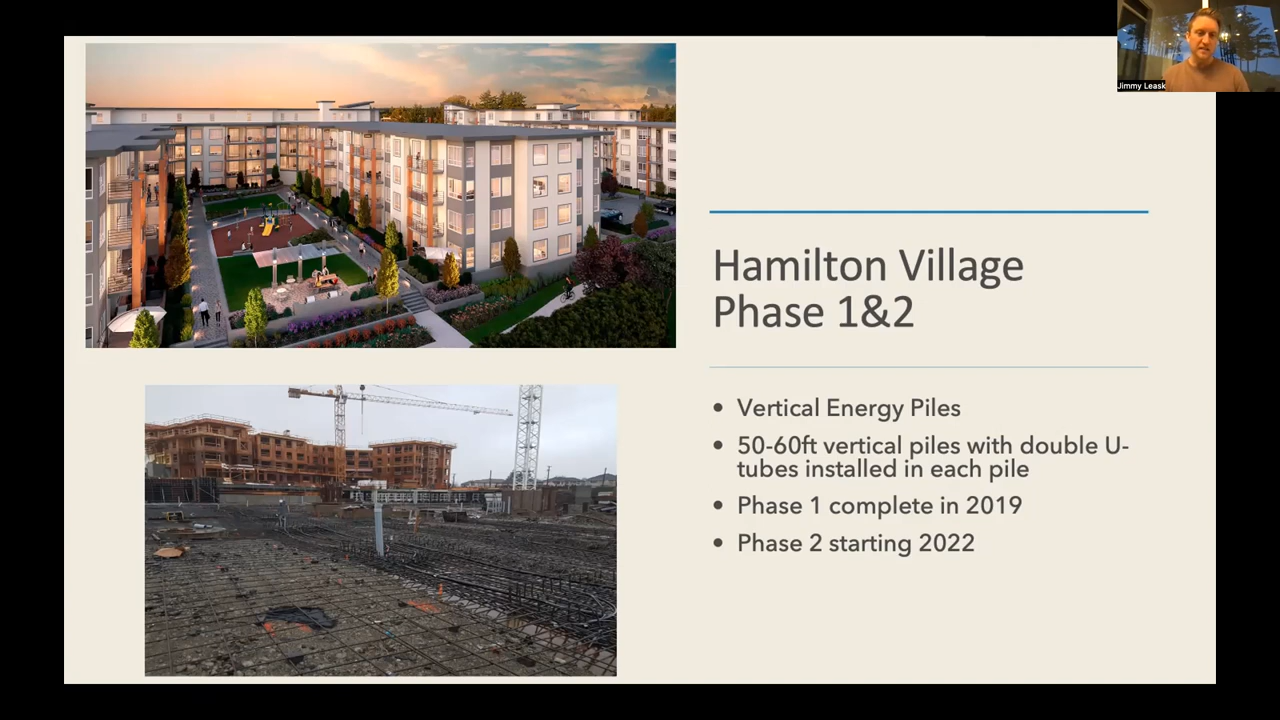 Jimmy Leask
Hamilton Village
Phase 1&2
• Vertical Energy Piles
• 50-60ft vertical piles with double U-
tubes installed in each pile
• Phase 1 complete in 2019
• Phase 2 starting 2022